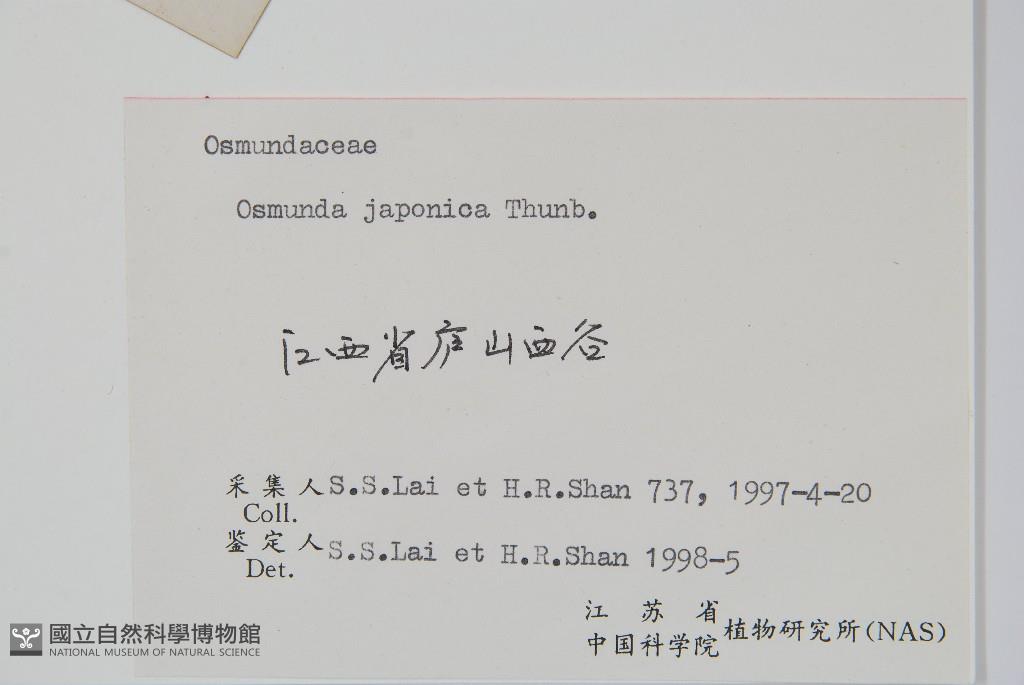 Osmundaceae
Osmunda japonica Thunb.
江西省庐山西谷
采集人 S.S.Lai et H.R.Shan 737, 1997-4-20
Coll.
鉴定人 S.S.Lai et H.R.Shan 1998-5
Det.
江苏省
中国科学院 植物研究所(NAS)
國立自然科學博物館
NATIONAL MUSEUM OF NATURAL SCIENCE